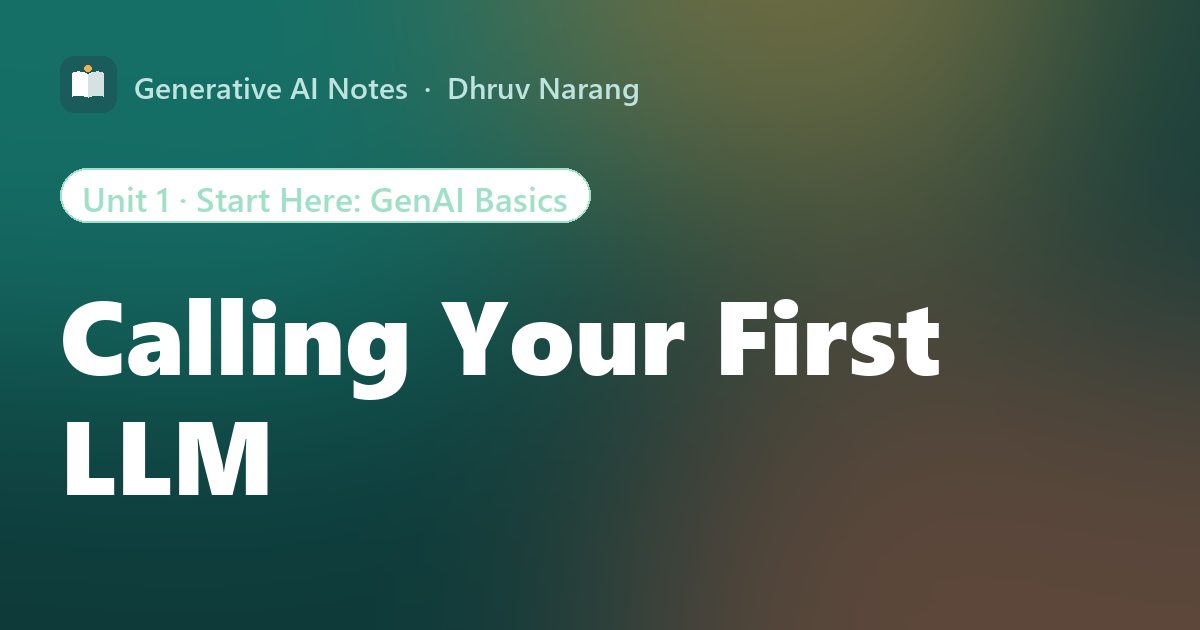 Generative AI Notes · Dhruv Narang
Unit 1 · Start Here: GenAI Basics
Calling Your First
LLM